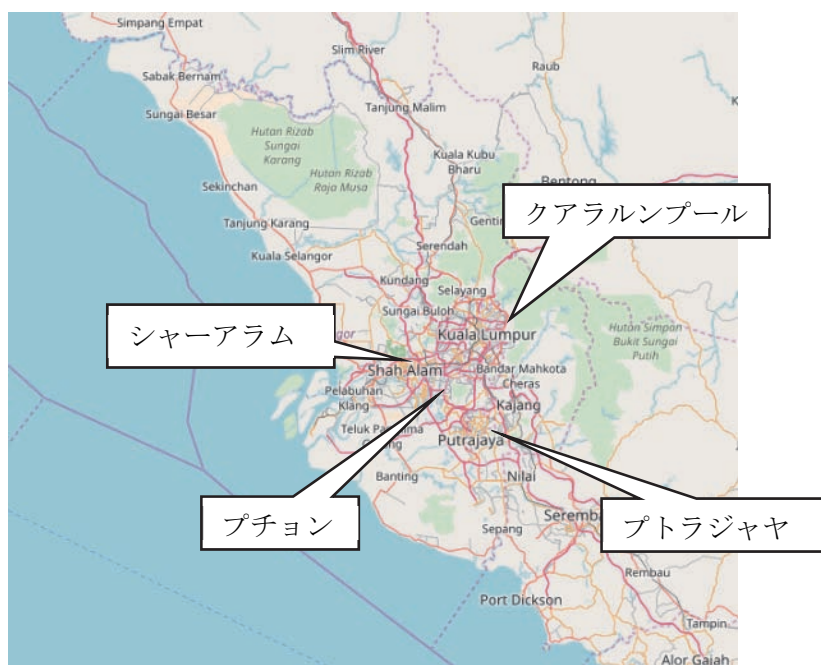 Simpang Empat
Slim River
Raub
Sabak Bernam
Tanjung Malim
Sungai Besar
Hutan Rizab
Sungai
Karang
Kuala Kubu
Bharu
Hutan Rizab
Raja Musa
Sekinchan
Bentong
クアラルンプール
Tanjung Karang
Serendah
Kuala Selangor
Kundang
Selayang
Sungai Buloh
シャーアラム
Kuala Lumpur
Hutan Simpan
Bukit Sungai
Putih
Shah Alam
Bandar Mahkota
Cheras
Pelabuhan
Klang
Kajang
Putrajaya
Banting
Nilai
プチョン
プトラジャヤ
Sepang
Rembau
Port Dickson
Tampin
Alor Gajah